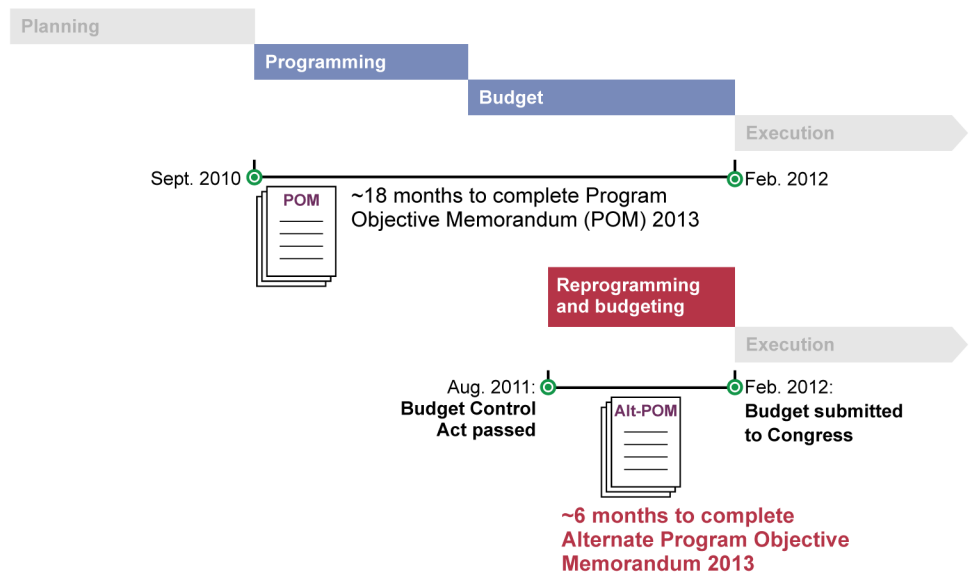 Planning
Programming
Budget
Execution
Sept. 2010
Feb. 2012
POM
~18 months to complete Program
Objective Memorandum (POM) 2013
Reprogramming
and budgeting
Execution
Aug. 2011:
Budget Control
Act passed
Feb. 2012:
Budget submitted
to Congress
Alt-POM
~6 months to complete
Alternate Program Objective
Memorandum 2013